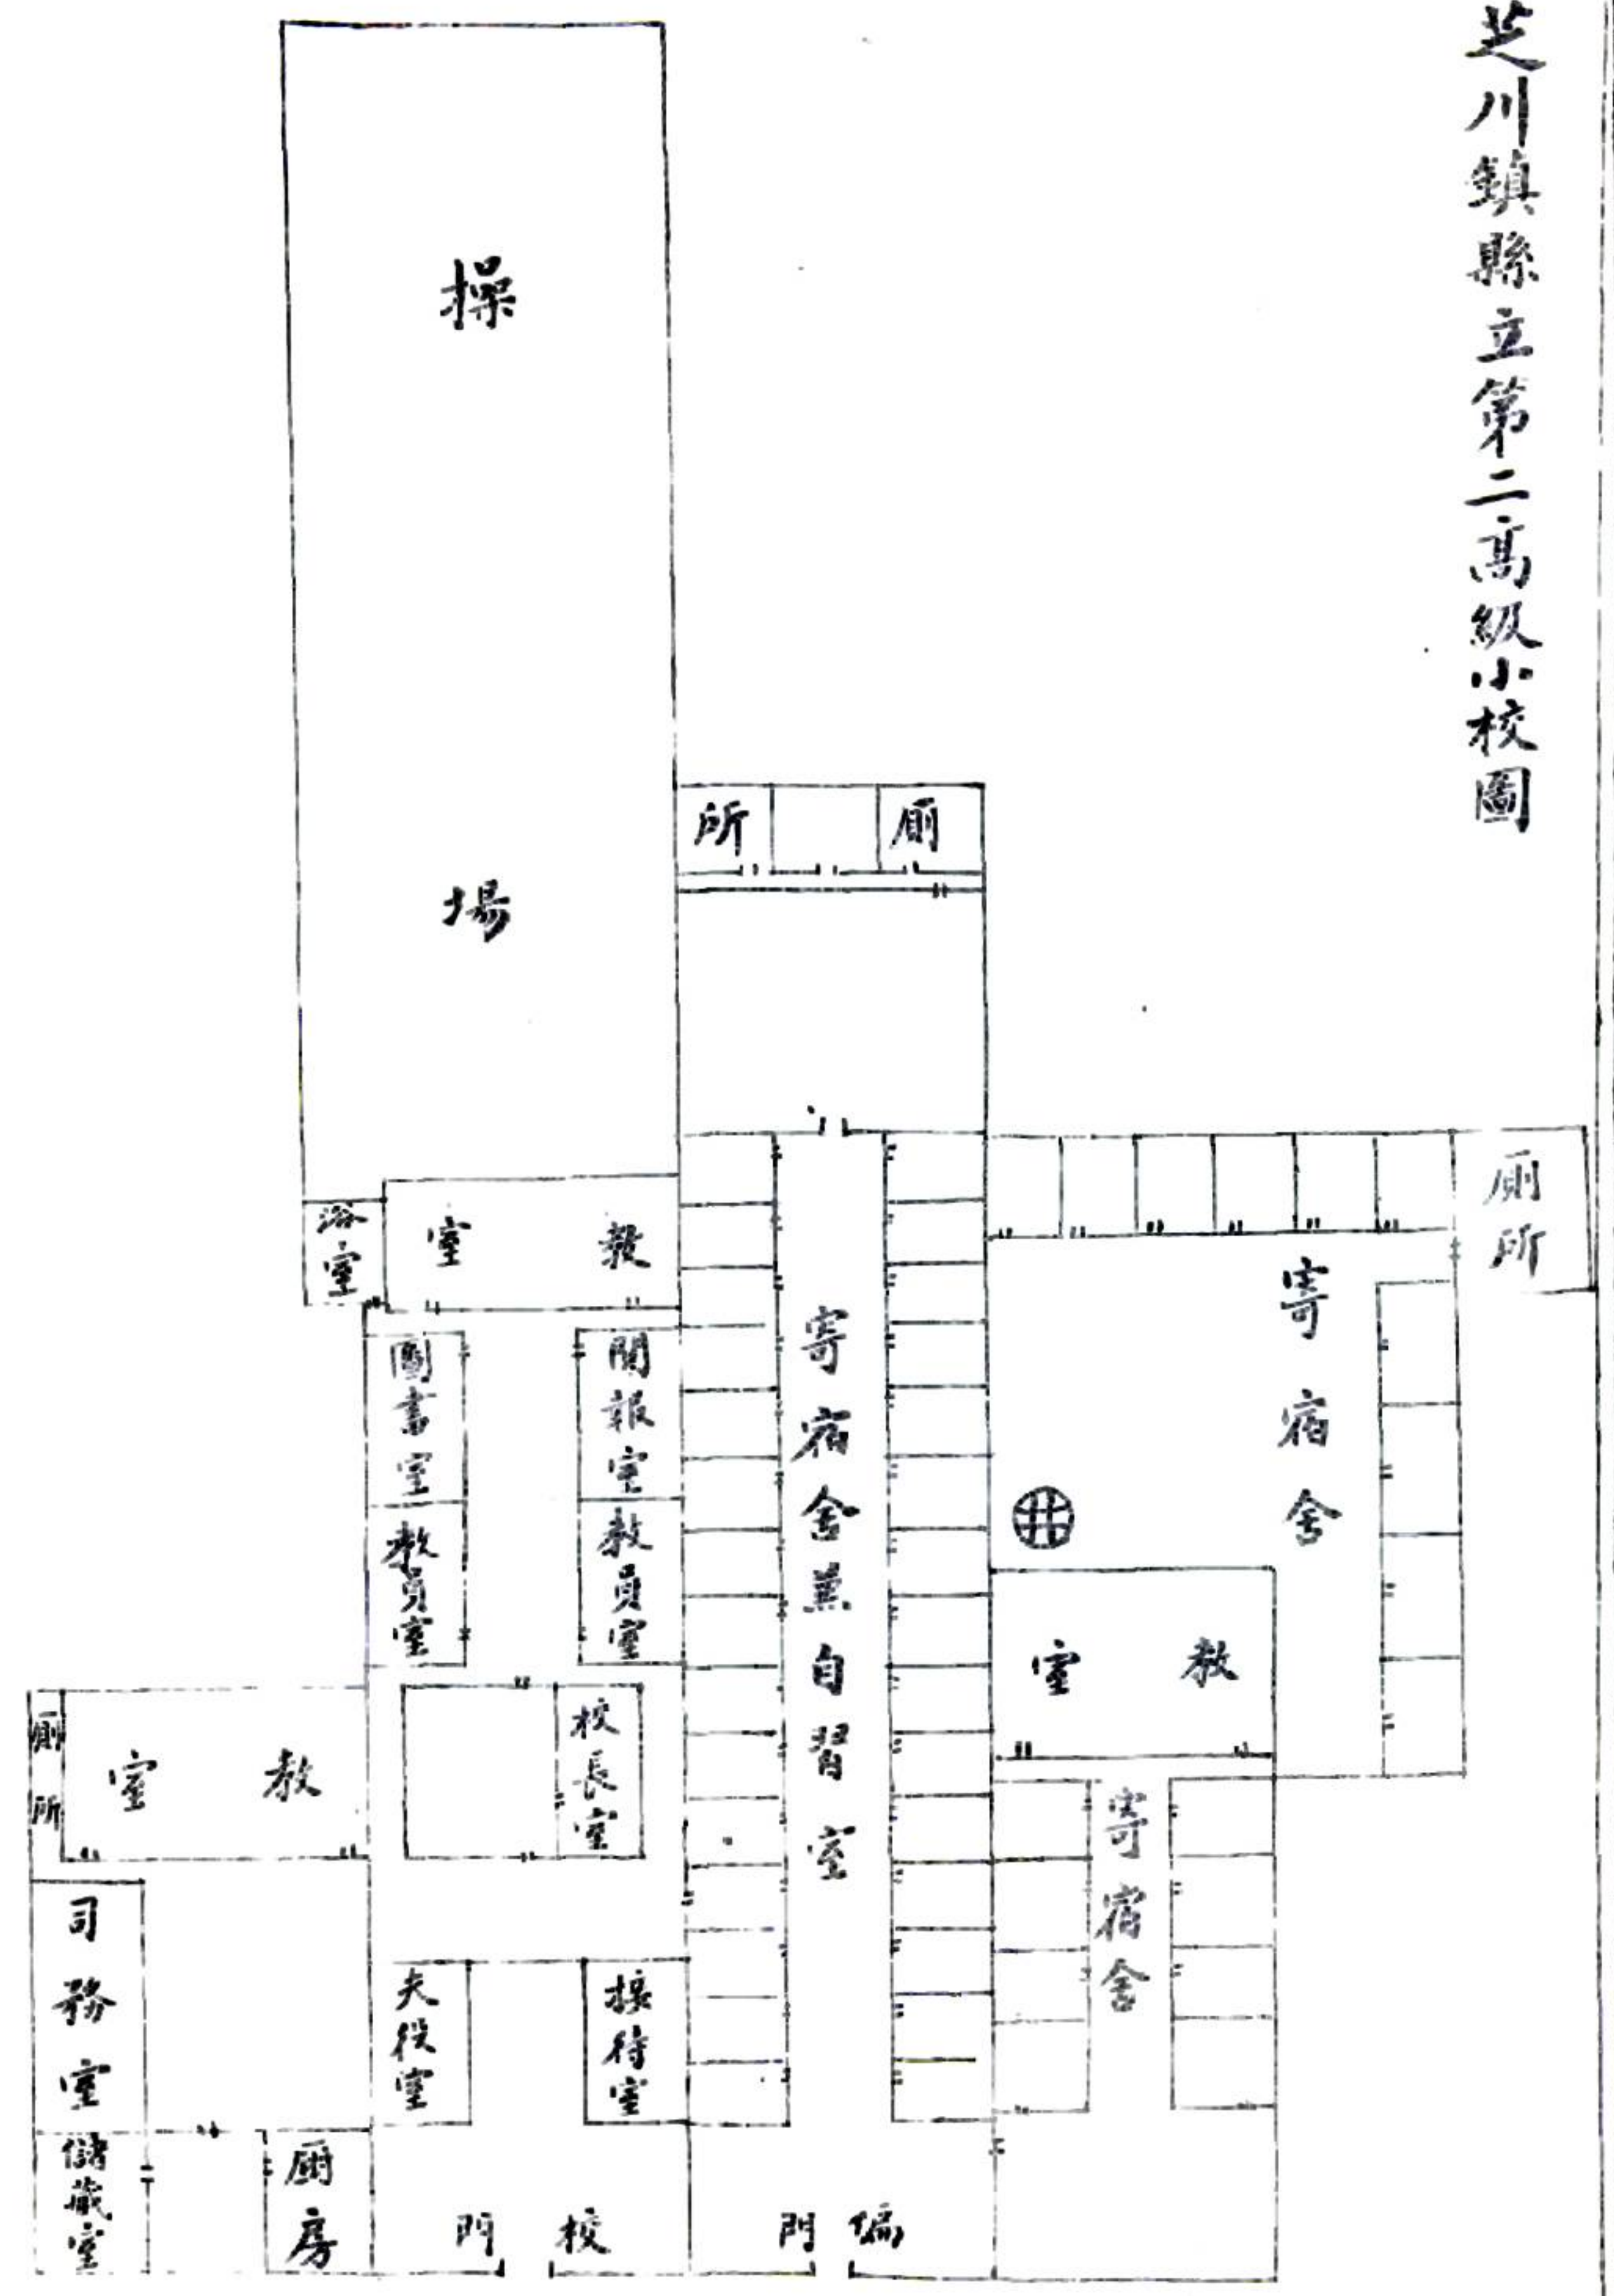 芝川鎮縣立第二高級小校圖
操場
廁所
廁所
浴室
教室
寄宿舍
圖書室
閱報室
寄宿舍兼自習室
井
教員室
教員室
教室
廁所
教室
校長室
寄宿舍
司務室
夫役室
接待室
儲藏室
厨房
校門
偏門